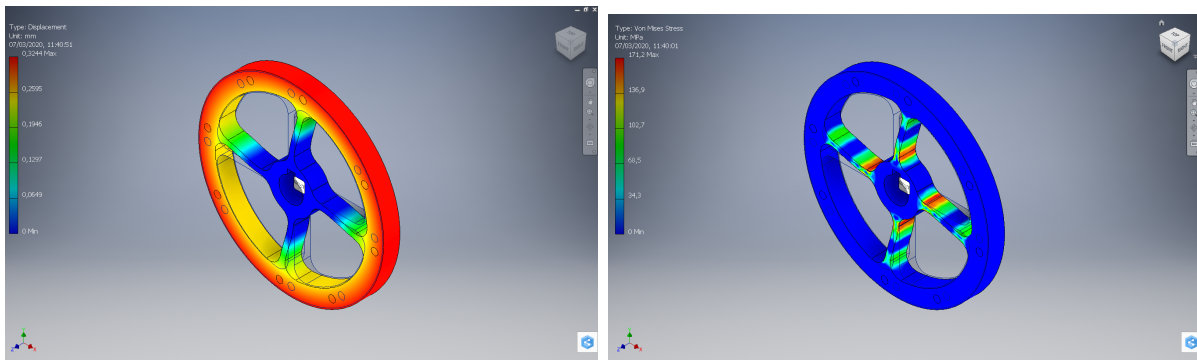 Type: Displacement
Unit: mm
07/03/2020, 11:40:51
0,3244 Max
0,2595
0,1946
0,1297
0,0649
0 Min
Type: Von Mises Stress
Unit: MPa
07/03/2020, 11:40:01
171,2 Max
136,9
102,7
68,5
34,3
0 Min
TOP